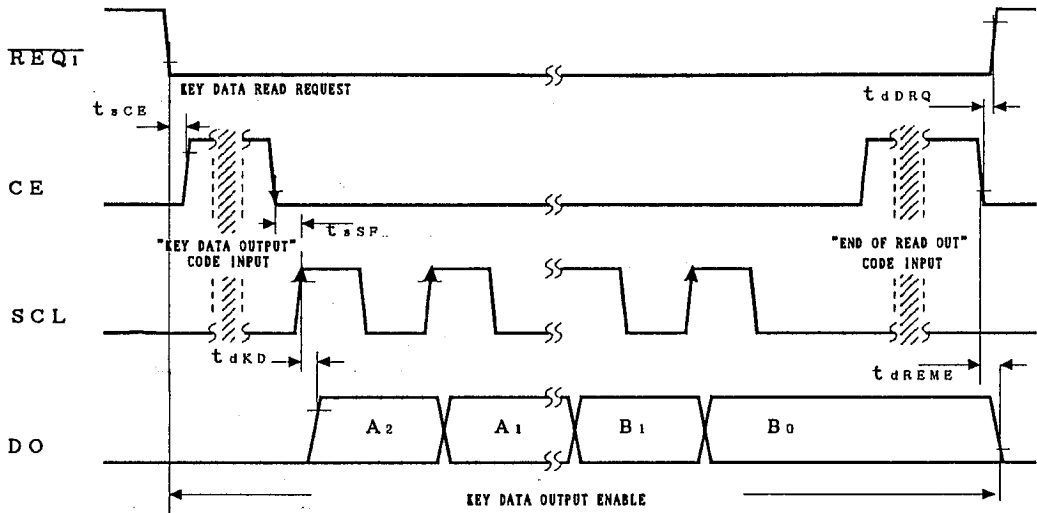 REQ1
KEY DATA READ REQUEST
tsCE
tdDRQ
CE
tsSF
"KEY DATA OUTPUT"
CODE INPUT
"END OF READ OUT"
CODE INPUT
SCL
tdKD
tdREME
DO
A2
A1
B1
B0
KEY DATA OUTPUT ENABLE